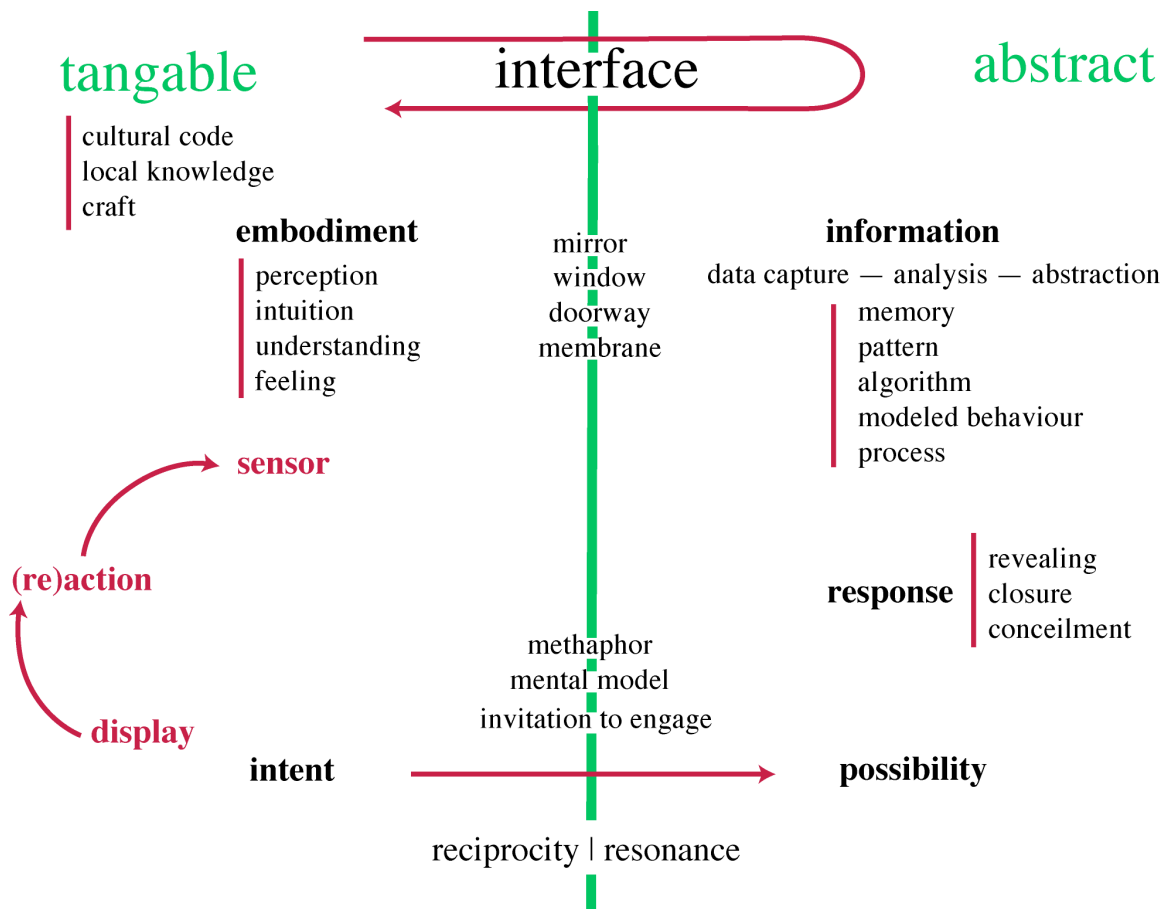 tangable
interface
abstract
cultural code
local knowledge
craft
embodiment
perception
intuition
understanding
feeling
mirror
window
doorway
membrane
information
data capture — analysis — abstraction
memory
pattern
algorithm
modeled behaviour
process
sensor
(re)action
display
response
revealing
closure
conceilment
methaphor
mental model
invitation to engage
intent
possibility
reciprocity | resonance